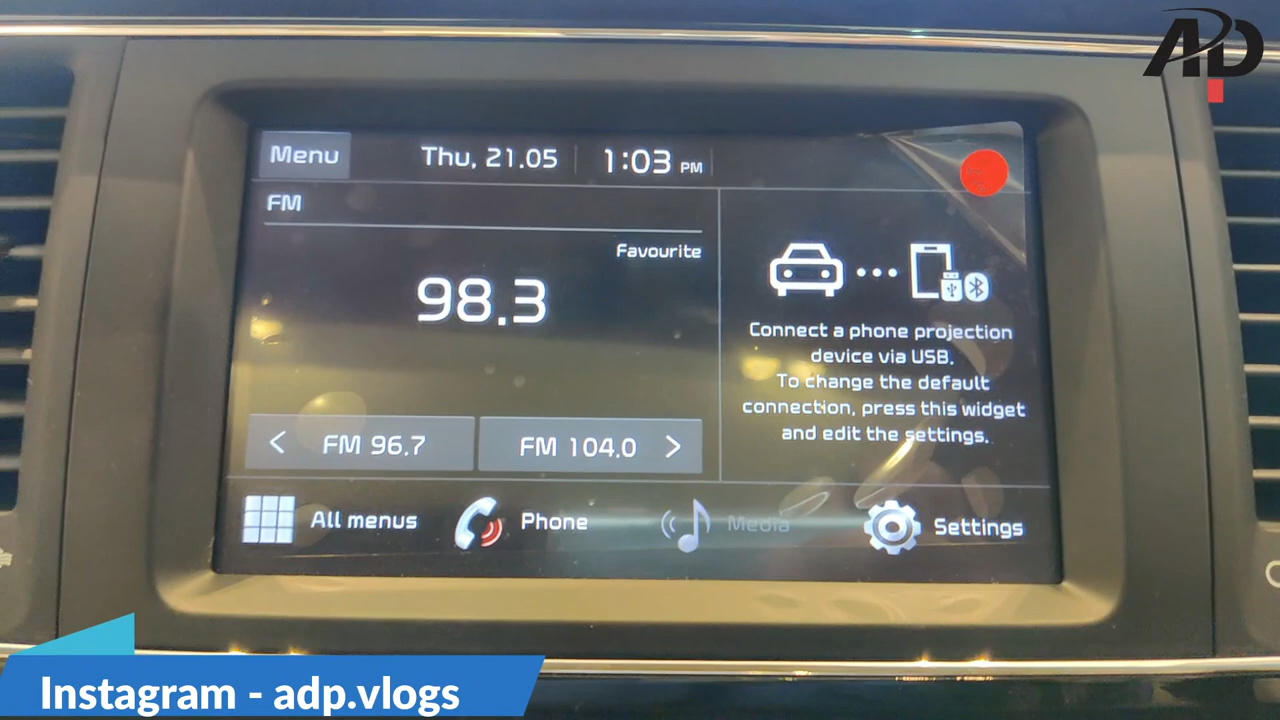 AD
Menu
Thu, 21.05
1:03 PM
FM
Favourite
98.3
Connect a phone projection
device via USB.
To change the default
connection, press this widget
and edit the settings.
FM 96.7
FM 104.0
All menus
Phone
Media
Settings
Instagram - adp.vlogs